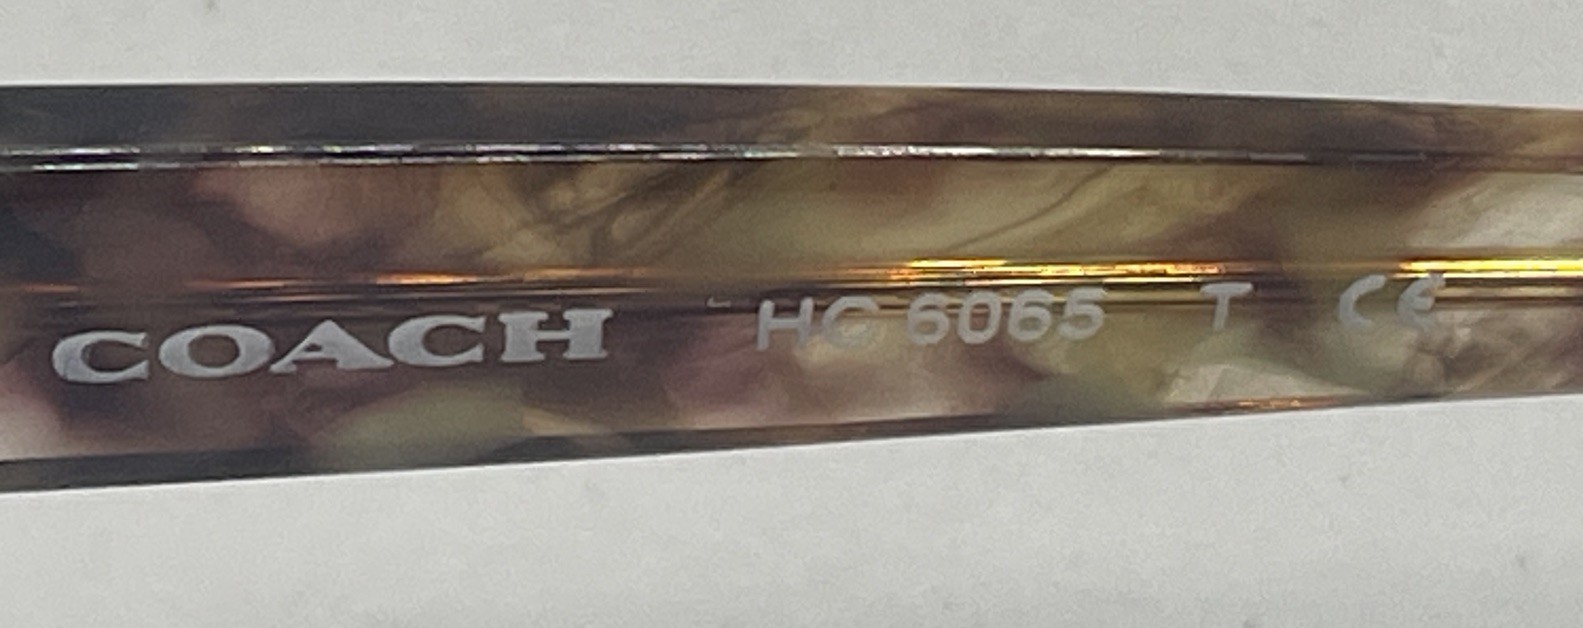 COACH HC 6065 T CE